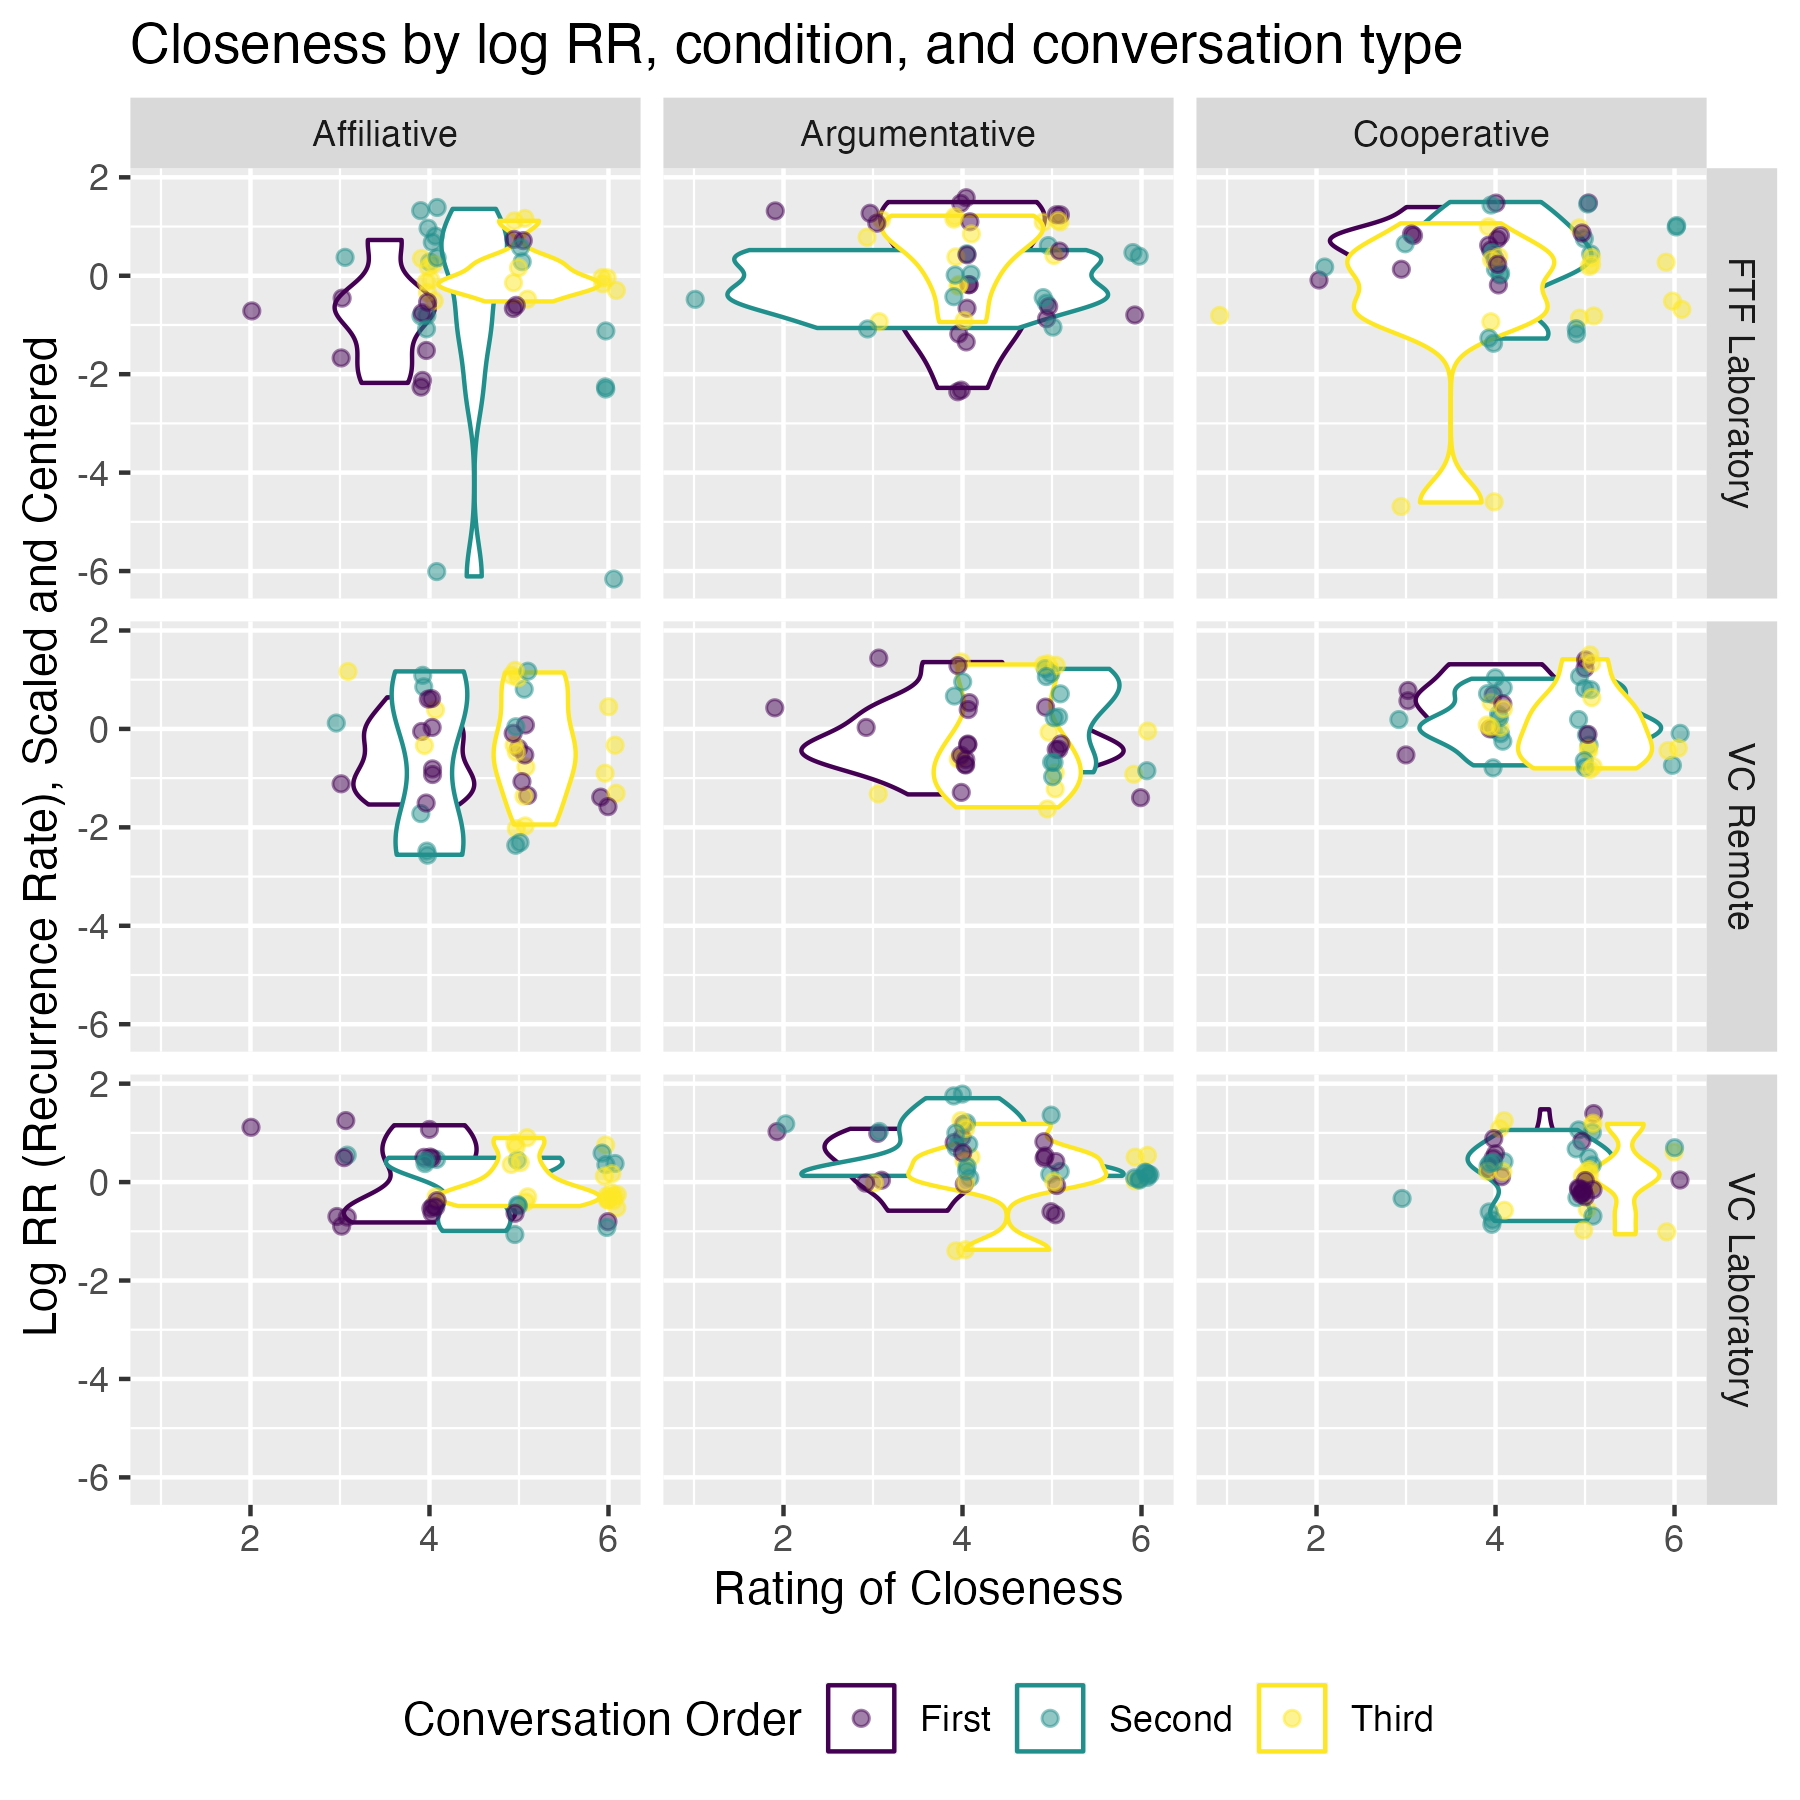 Closeness by log RR, condition, and conversation type
Affiliative
Argumentative
Cooperative
Log RR (Recurrence Rate), Scaled and Centered
2
0
-2
-4
-6
FTF Laboratory
2
0
-2
-4
-6
VC Remote
2
0
-2
-4
-6
VC Laboratory
2 4 6
2 4 6
2 4 6
Rating of Closeness
Conversation Order First Second Third